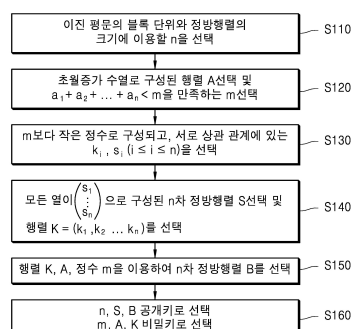 이진 평문의 블록 단위와 정방행렬의
크기에 이용할 n을 선택
S110
초월증가 수열로 구성된 행렬 A선택 및
a₁+a₂+ ... +aₙ<m을 만족하는 m선택
S120
m보다 작은 정수로 구성되고, 서로 상관 관계에 있는
kᵢ , sᵢ (i ≤ i ≤ n)을 선택
S130
모든 열이 (s₁ ⋮ sₙ) 으로 구성된 n차 정방행렬 S선택 및
행렬 K = (k₁ ,k₂ ... kₙ)를 선택
S140
행렬 K, A, 정수 m을 이용하여 n차 정방행렬 B를 선택
S150
n, S, B 공개키로 선택
m, A, K 비밀키로 선택
S160